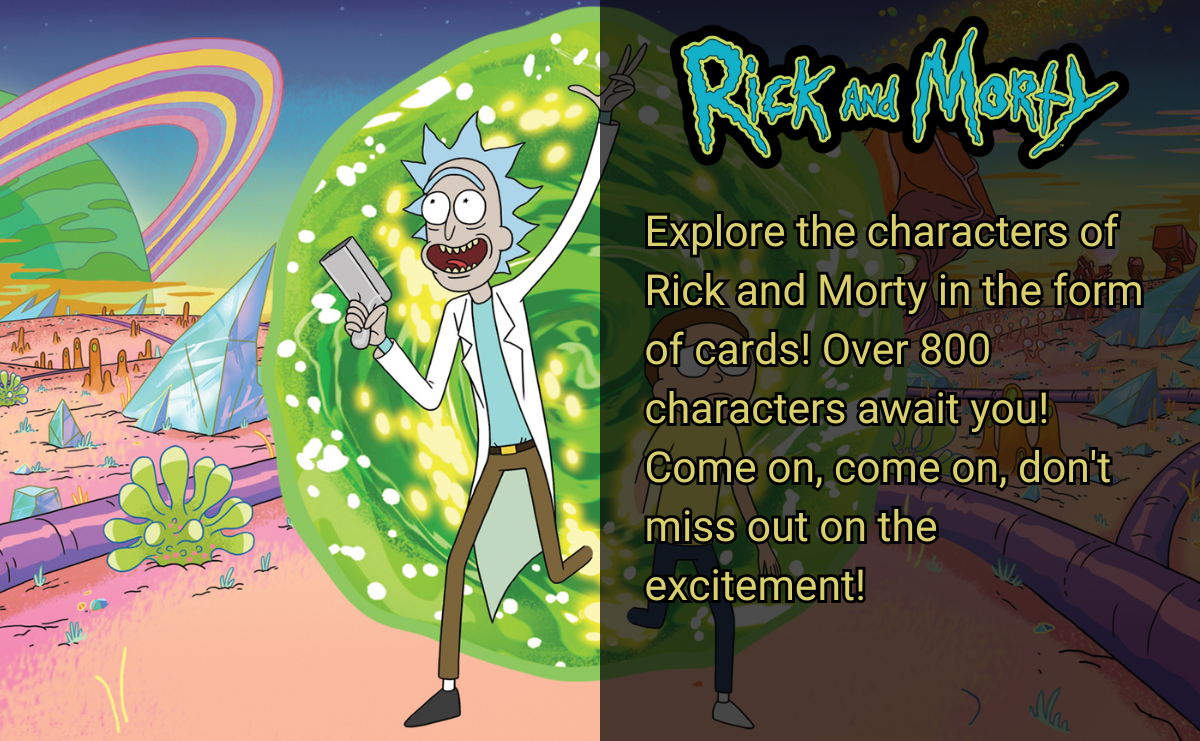 Rick and Morty
Explore the characters of
Rick and Morty in the form
of cards! Over 800
characters await you!
Come on, come on, don't
miss out on the
excitement!